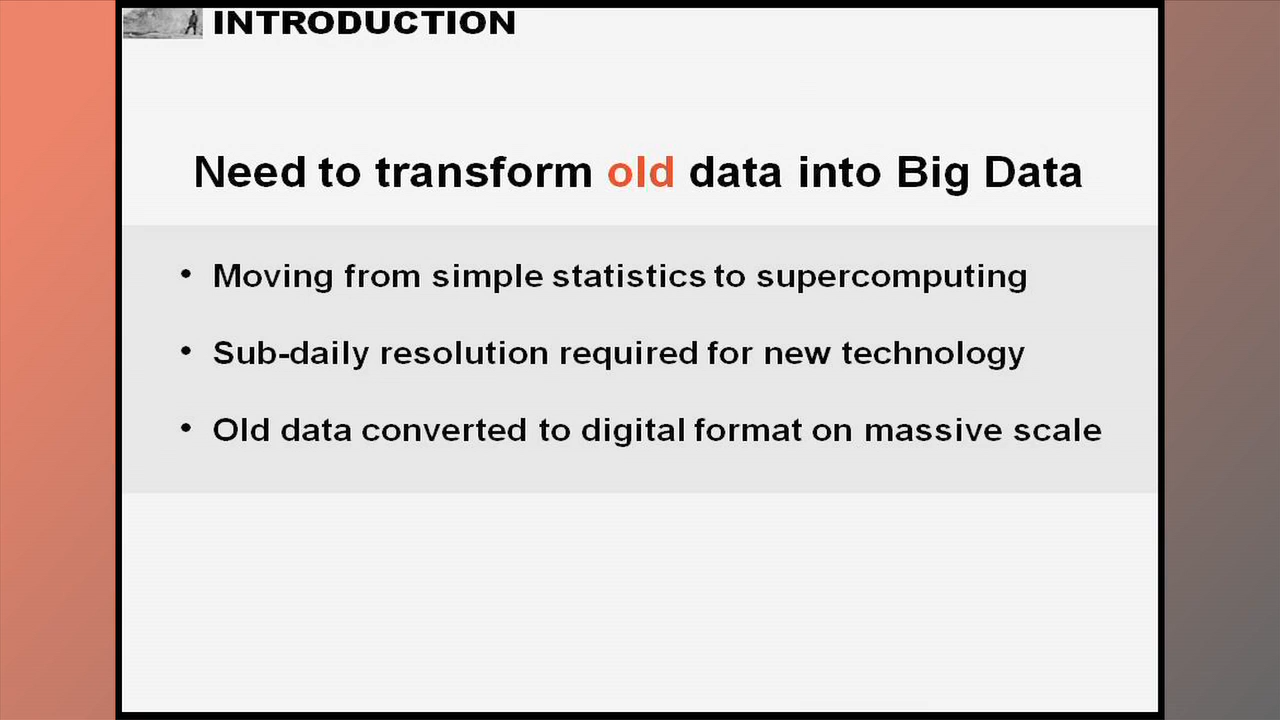 INTRODUCTION
Need to transform old data into Big Data
• Moving from simple statistics to supercomputing
• Sub-daily resolution required for new technology
• Old data converted to digital format on massive scale